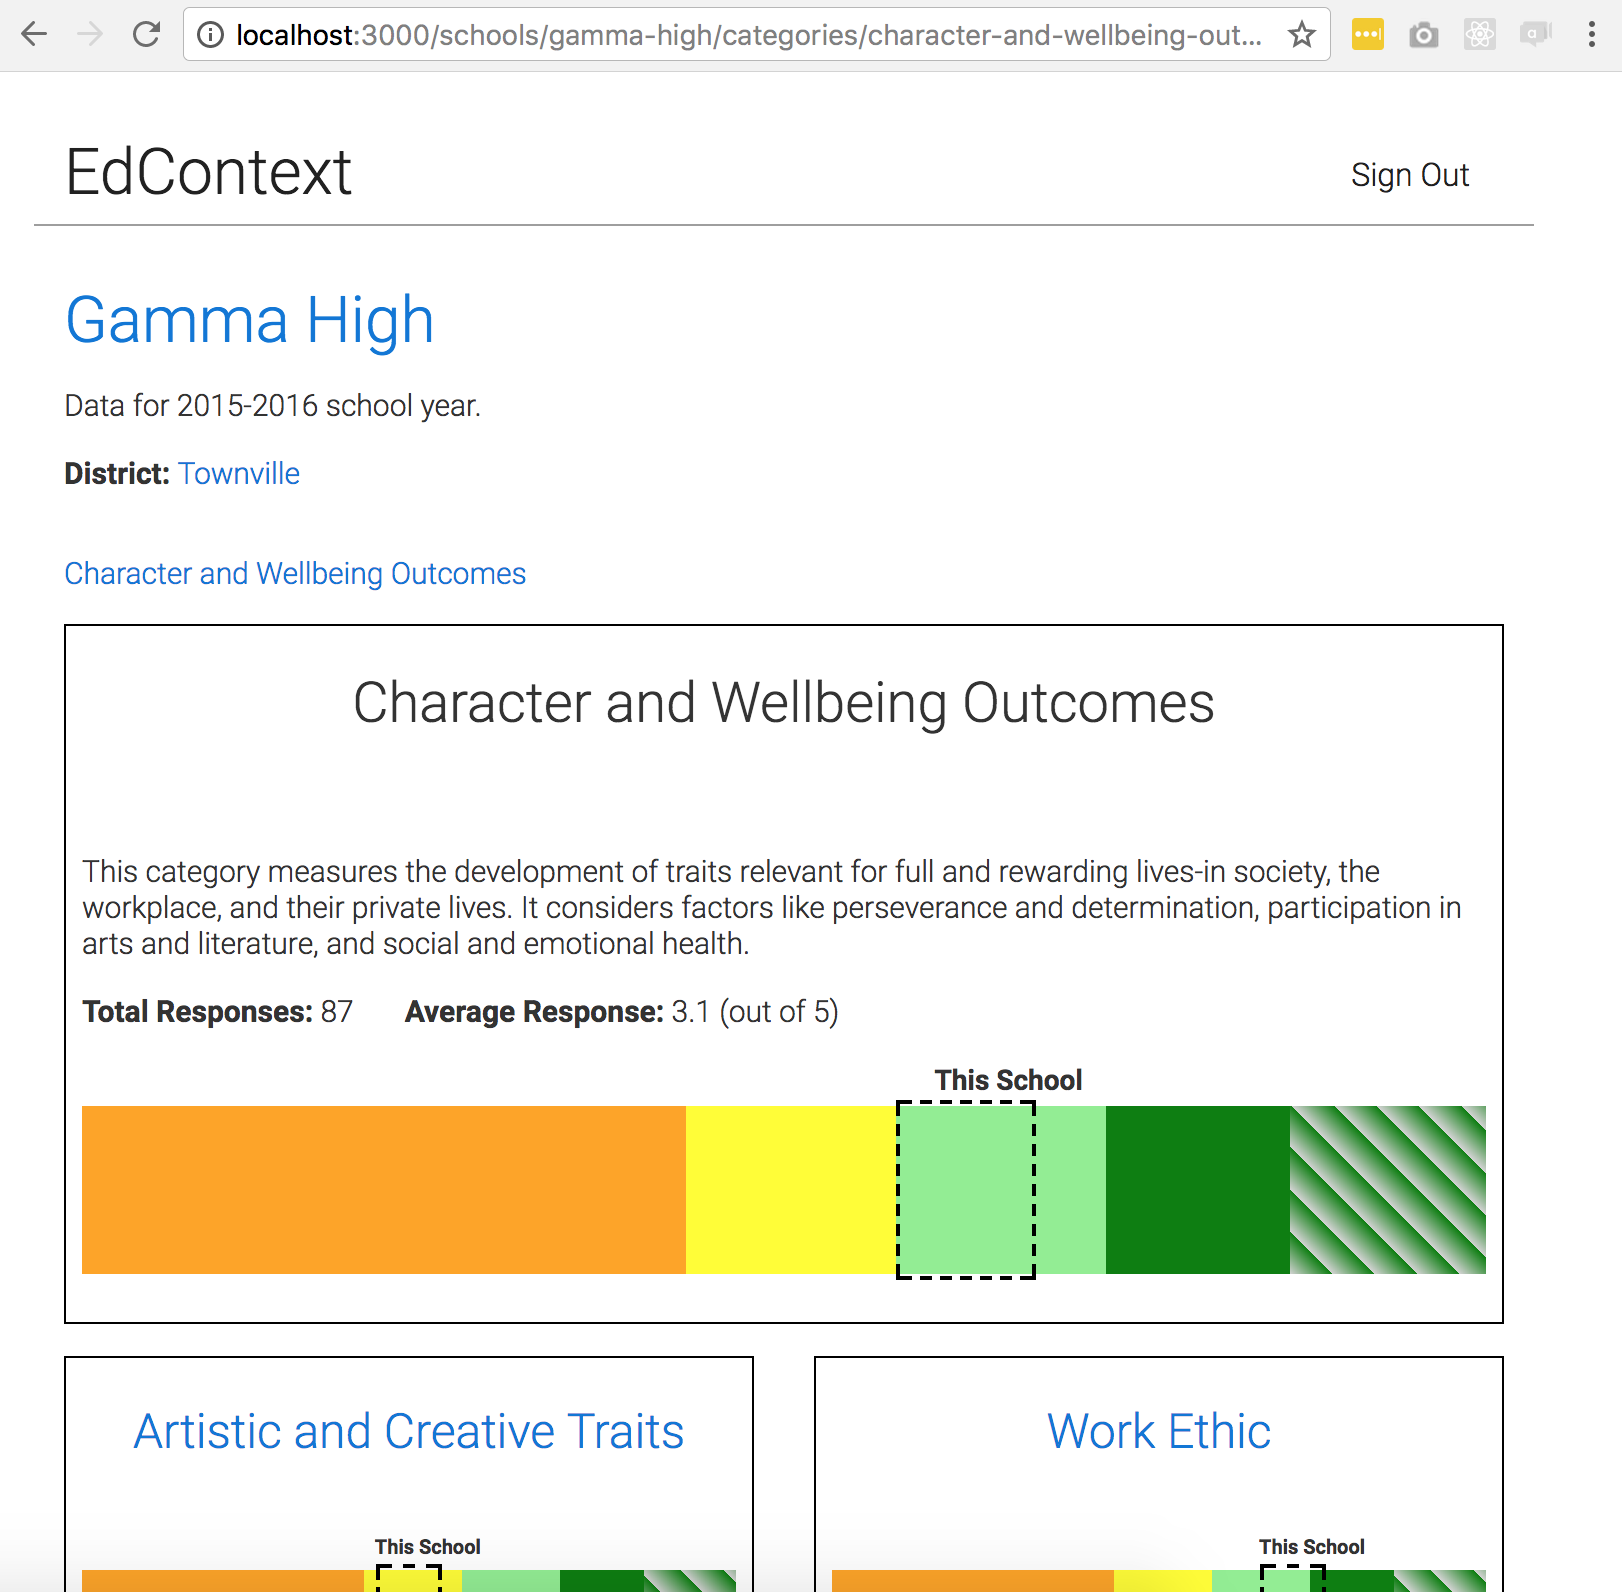 localhost:3000/schools/gamma-high/categories/character-and-wellbeing-out...
EdContext
Sign Out
Gamma High
Data for 2015-2016 school year.
District: Townville
Character and Wellbeing Outcomes
Character and Wellbeing Outcomes
This category measures the development of traits relevant for full and rewarding lives-in society, the
workplace, and their private lives. It considers factors like perseverance and determination, participation in
arts and literature, and social and emotional health.
Total Responses: 87 Average Response: 3.1 (out of 5)
This School
Artistic and Creative Traits
Work Ethic
This School
This School